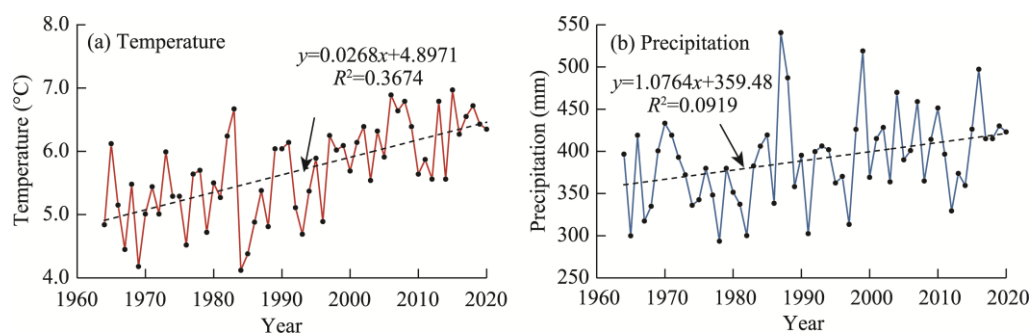 (a) Temperature
y=0.0268x+4.8971
R²=0.3674
Temperature (°C)
8.0
7.0
6.0
5.0
4.0
1960 1970 1980 1990 2000 2010 2020
Year
(b) Precipitation
y=1.0764x+359.48
R²=0.0919
Precipitation (mm)
550
500
450
400
350
300
250
1960 1970 1980 1990 2000 2010 2020
Year